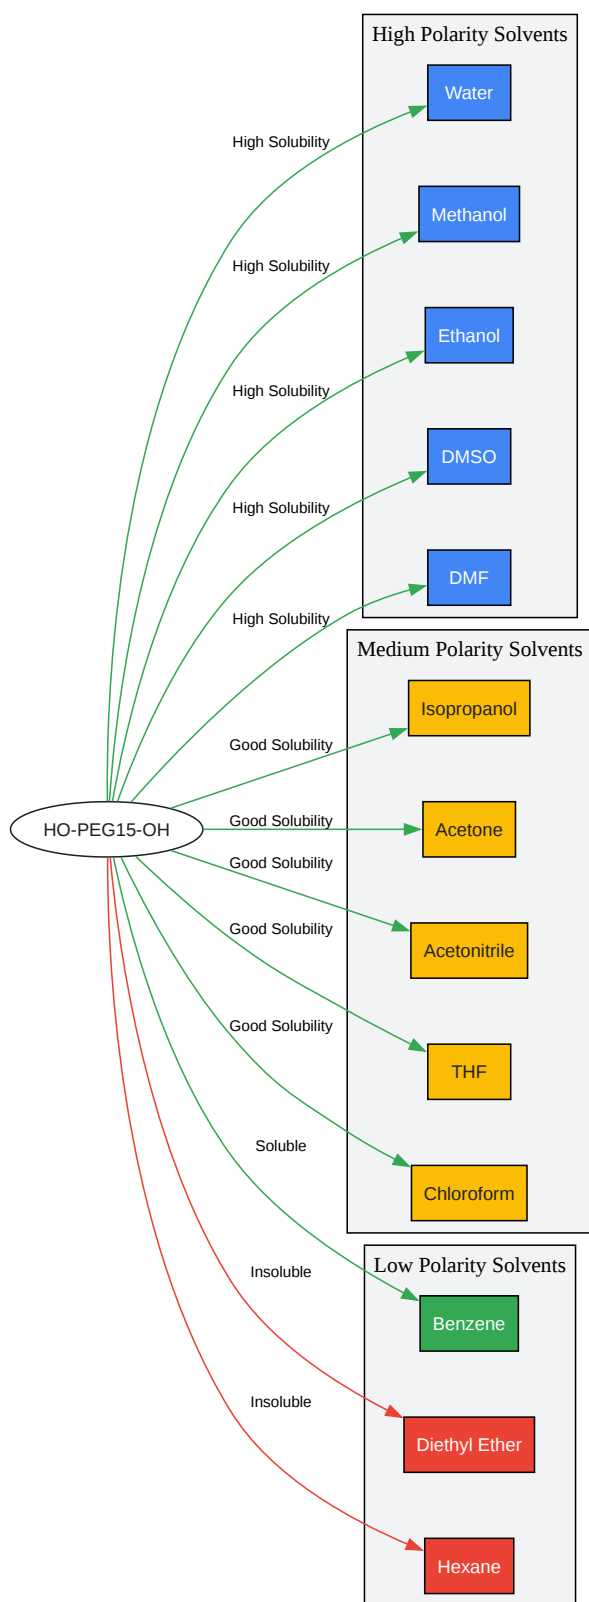 High Polarity Solvents
Water
High Solubility
Methanol
High Solubility
Ethanol
High Solubility
DMSO
High Solubility
DMF
High Solubility
Medium Polarity Solvents
Isopropanol
Good Solubility
HO-PEG15-OH
Good Solubility
Acetone
Good Solubility
Acetonitrile
Good Solubility
THF
Good Solubility
Chloroform
Soluble
Low Polarity Solvents
Benzene
Insoluble
Diethyl Ether
Insoluble
Hexane